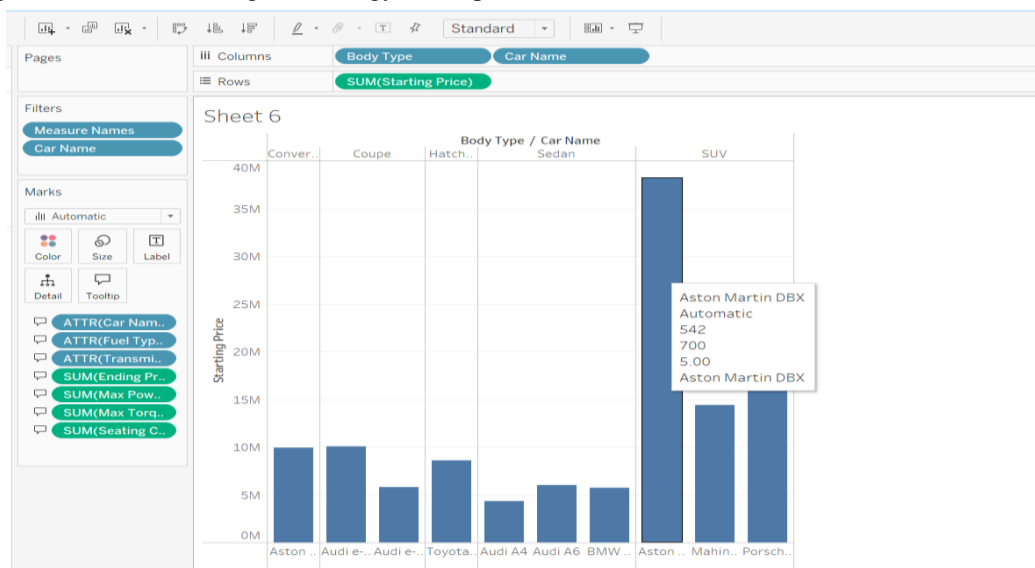 Standard
Pages
Columns
Body Type
Car Name
Rows
SUM(Starting Price)
Filters
Measure Names
Car Name
Marks
Automatic
Color
Size
Label
Detail
Tooltip
ATTR(Car Nam..
ATTR(Fuel Typ..
ATTR(Transmi..
SUM(Ending Pr..
SUM(Max Pow..
SUM(Max Torq..
SUM(Seating C..
Sheet 6
Body Type / Car Name
Conver.. Coupe Hatch.. Sedan SUV
Starting Price
40M
35M
30M
25M
20M
15M
10M
5M
0M
Aston Martin DBX
Automatic
542
700
5.00
Aston Martin DBX
Aston .. Audi e-.. Audi e-.. Toyota.. Audi A4 Audi A6 BMW .. Aston .. Mahin.. Porsch..